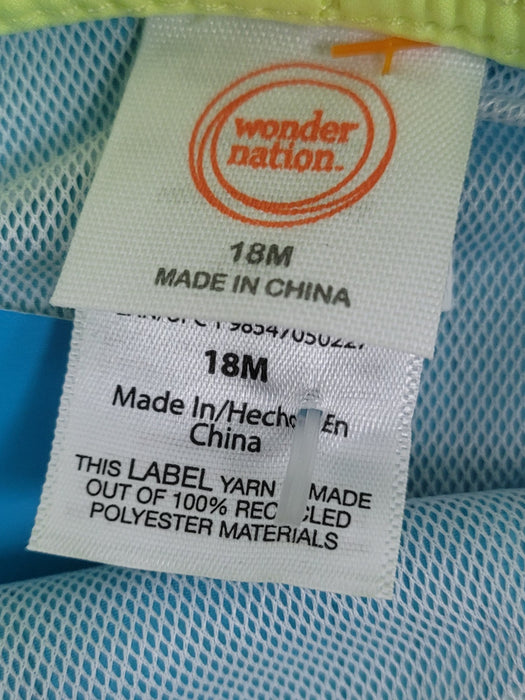 wonder
nation.
18M
MADE IN CHINA
18M
Made In/Hecho En
China
THIS LABEL YARN MADE
OUT OF 100% RECYCLED
POLYESTER MATERIALS